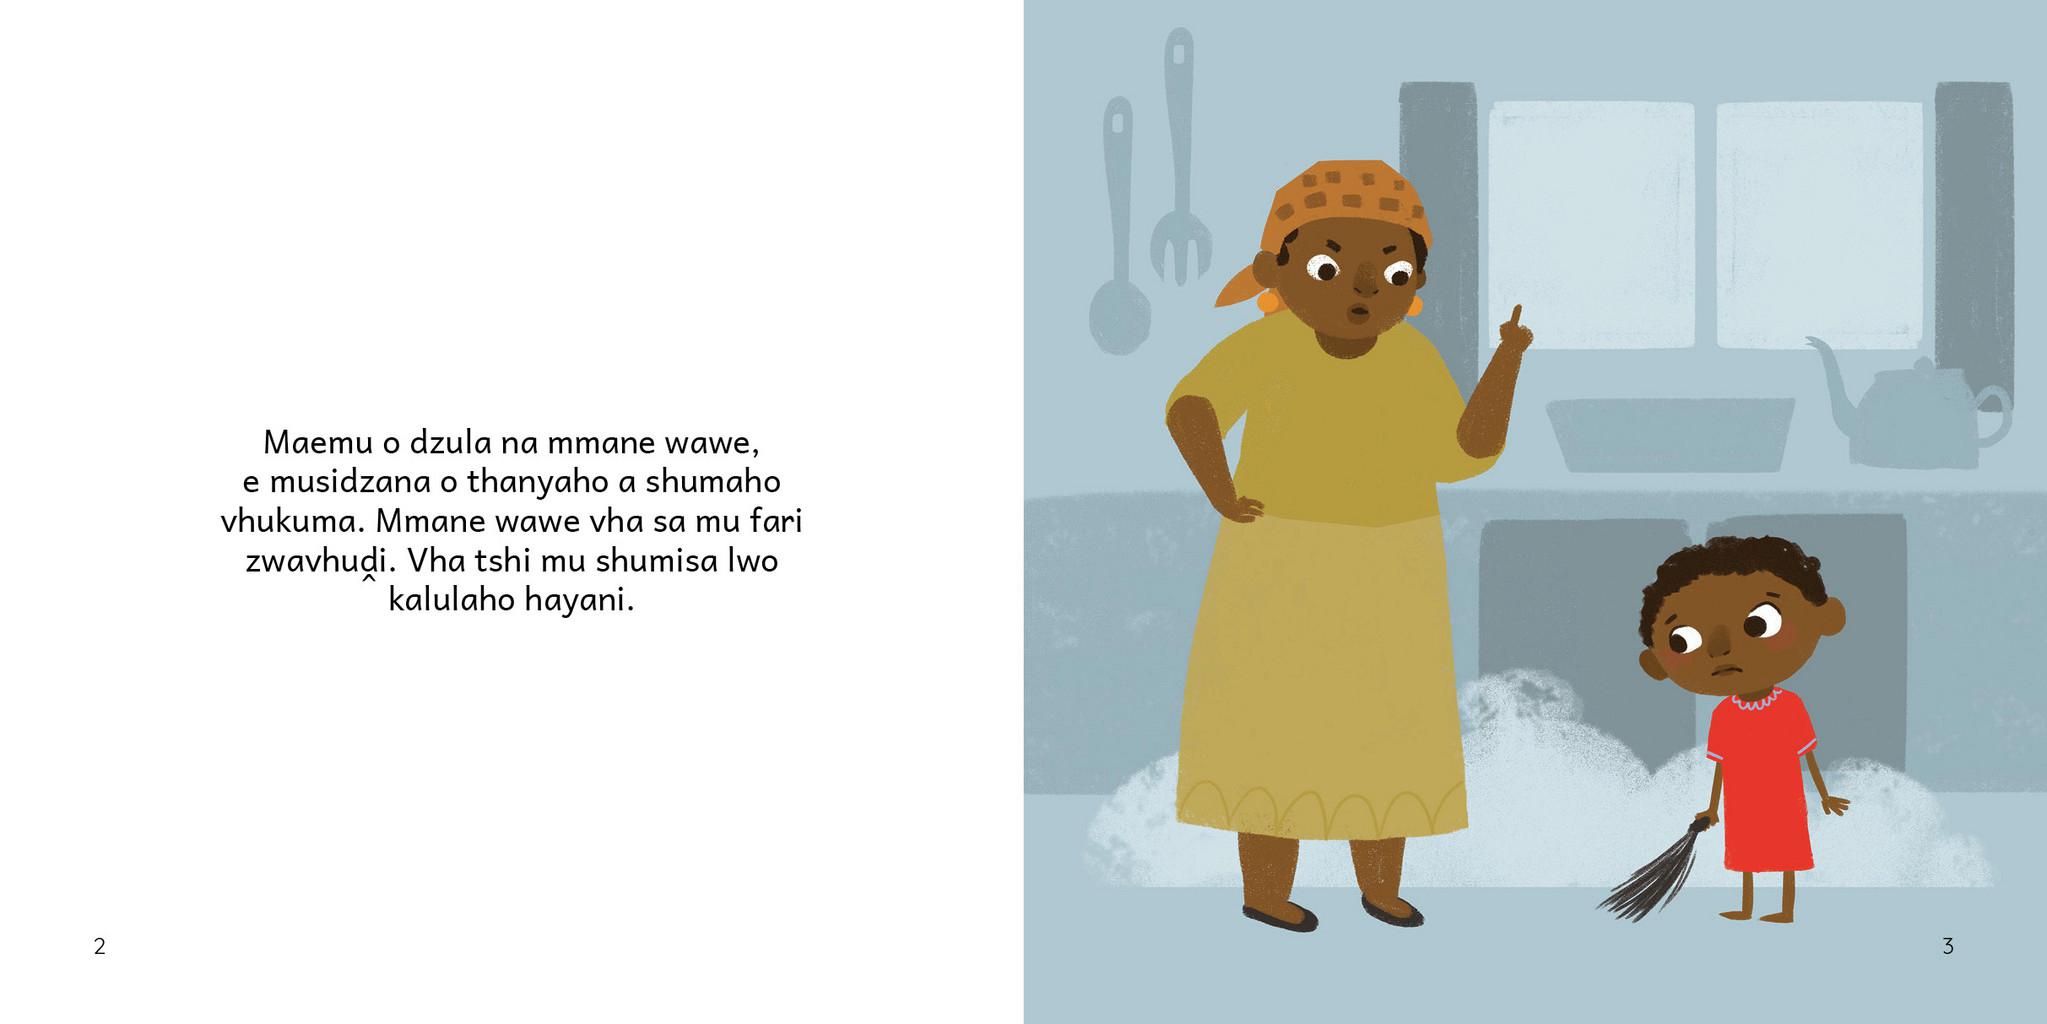 Maemu o dzula na mmane wawe,
e musidzana o thanyaho a shumaho
vhukuma. Mmane wawe vha sa mu fari
zwavhuḓi. Vha tshi mu shumisa lwo
kalulaho hayani.
2
3